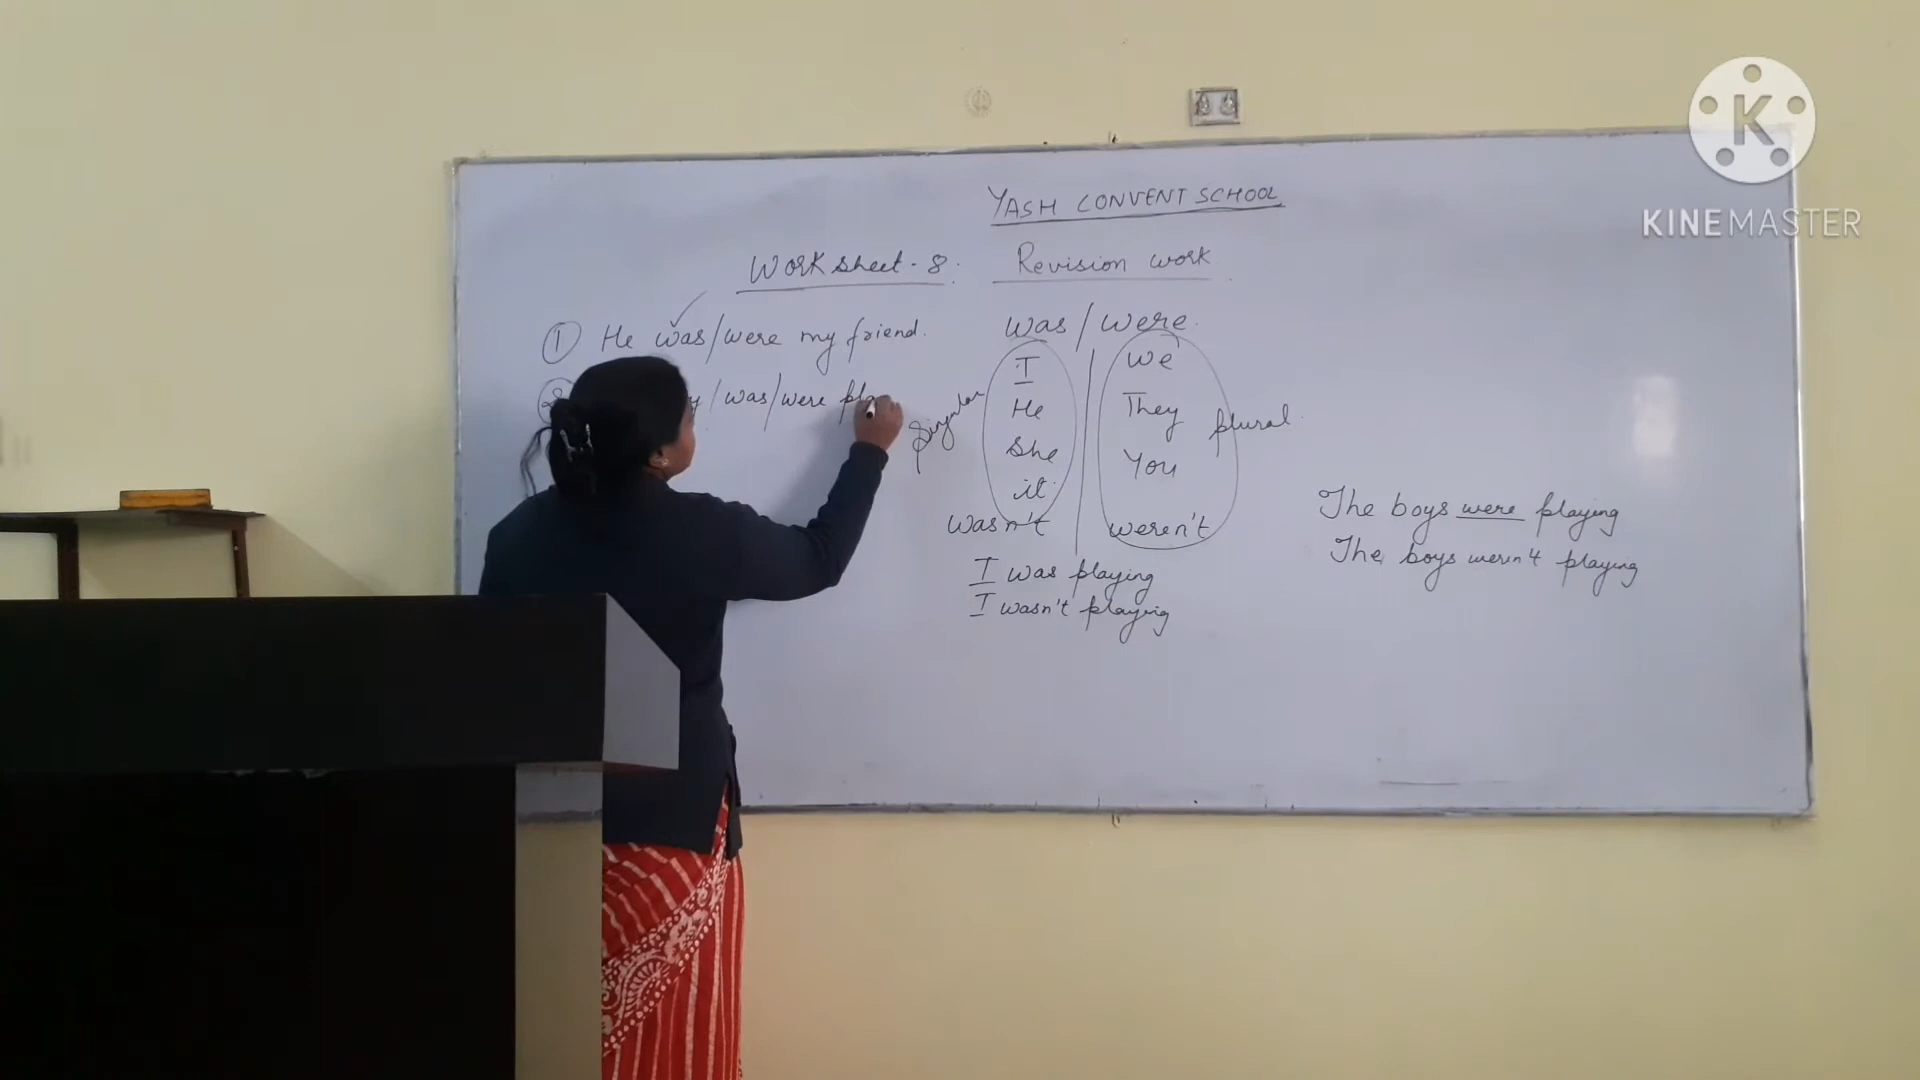 K
KINEMASTER
YASH CONVENT SCHOOL
Worksheet - 8. Revision work
① He was/were my friend.
was/were pla
was / were.
I We
He They
She You
it
Singular
plural
wasn't weren't
I was playing
I wasn't playing
The boys were playing
The boys weren't playing